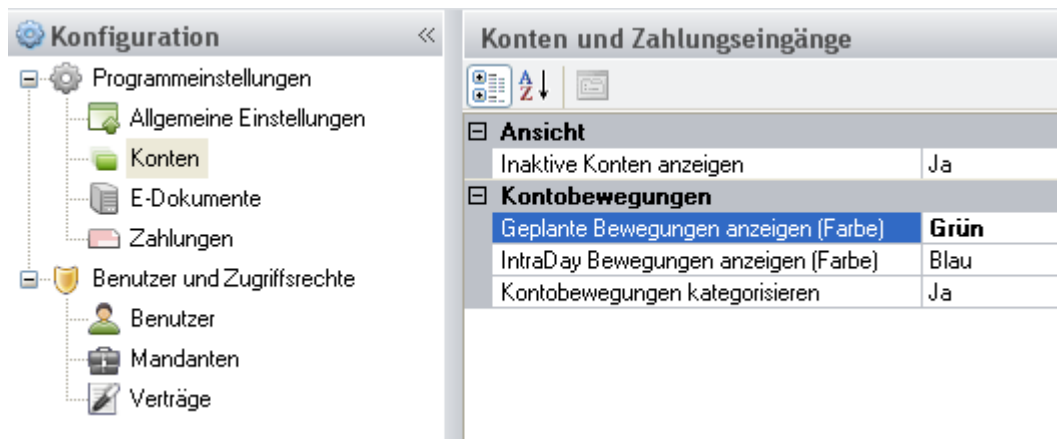 Konfiguration
Programmeinstellungen
Allgemeine Einstellungen
Konten
E-Dokumente
Zahlungen
Benutzer und Zugriffsrechte
Benutzer
Mandanten
Verträge
Konten und Zahlungseingänge
Ansicht
Inaktive Konten anzeigen Ja
Kontobewegungen
Geplante Bewegungen anzeigen (Farbe) Grün
IntraDay Bewegungen anzeigen (Farbe) Blau
Kontobewegungen kategorisieren Ja